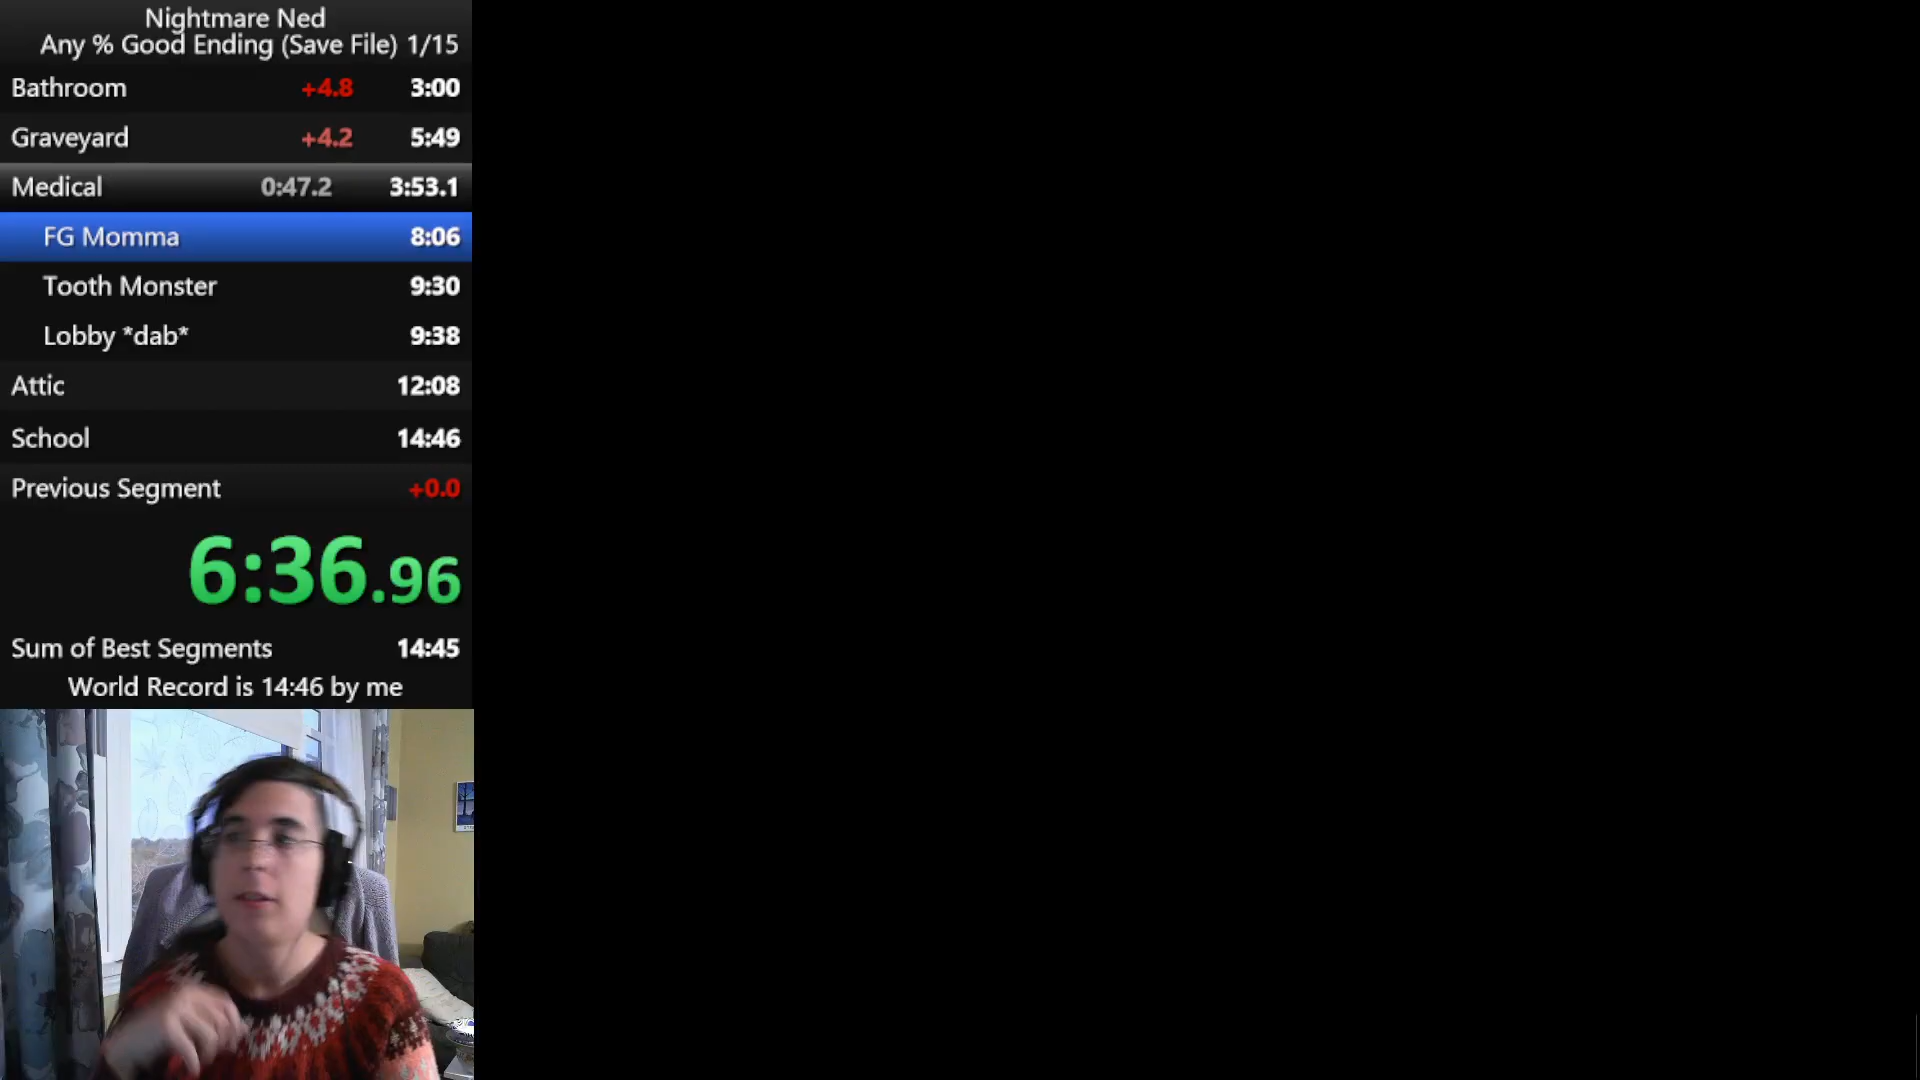 Nightmare Ned
Any % Good Ending (Save File) 1/15
Bathroom +4.8 3:00
Graveyard +4.2 5:49
Medical 0:47.2 3:53.1
FG Momma 8:06
Tooth Monster 9:30
Lobby *dab* 9:38
Attic 12:08
School 14:46
Previous Segment +0.0
6:36.96
Sum of Best Segments 14:45
World Record is 14:46 by me